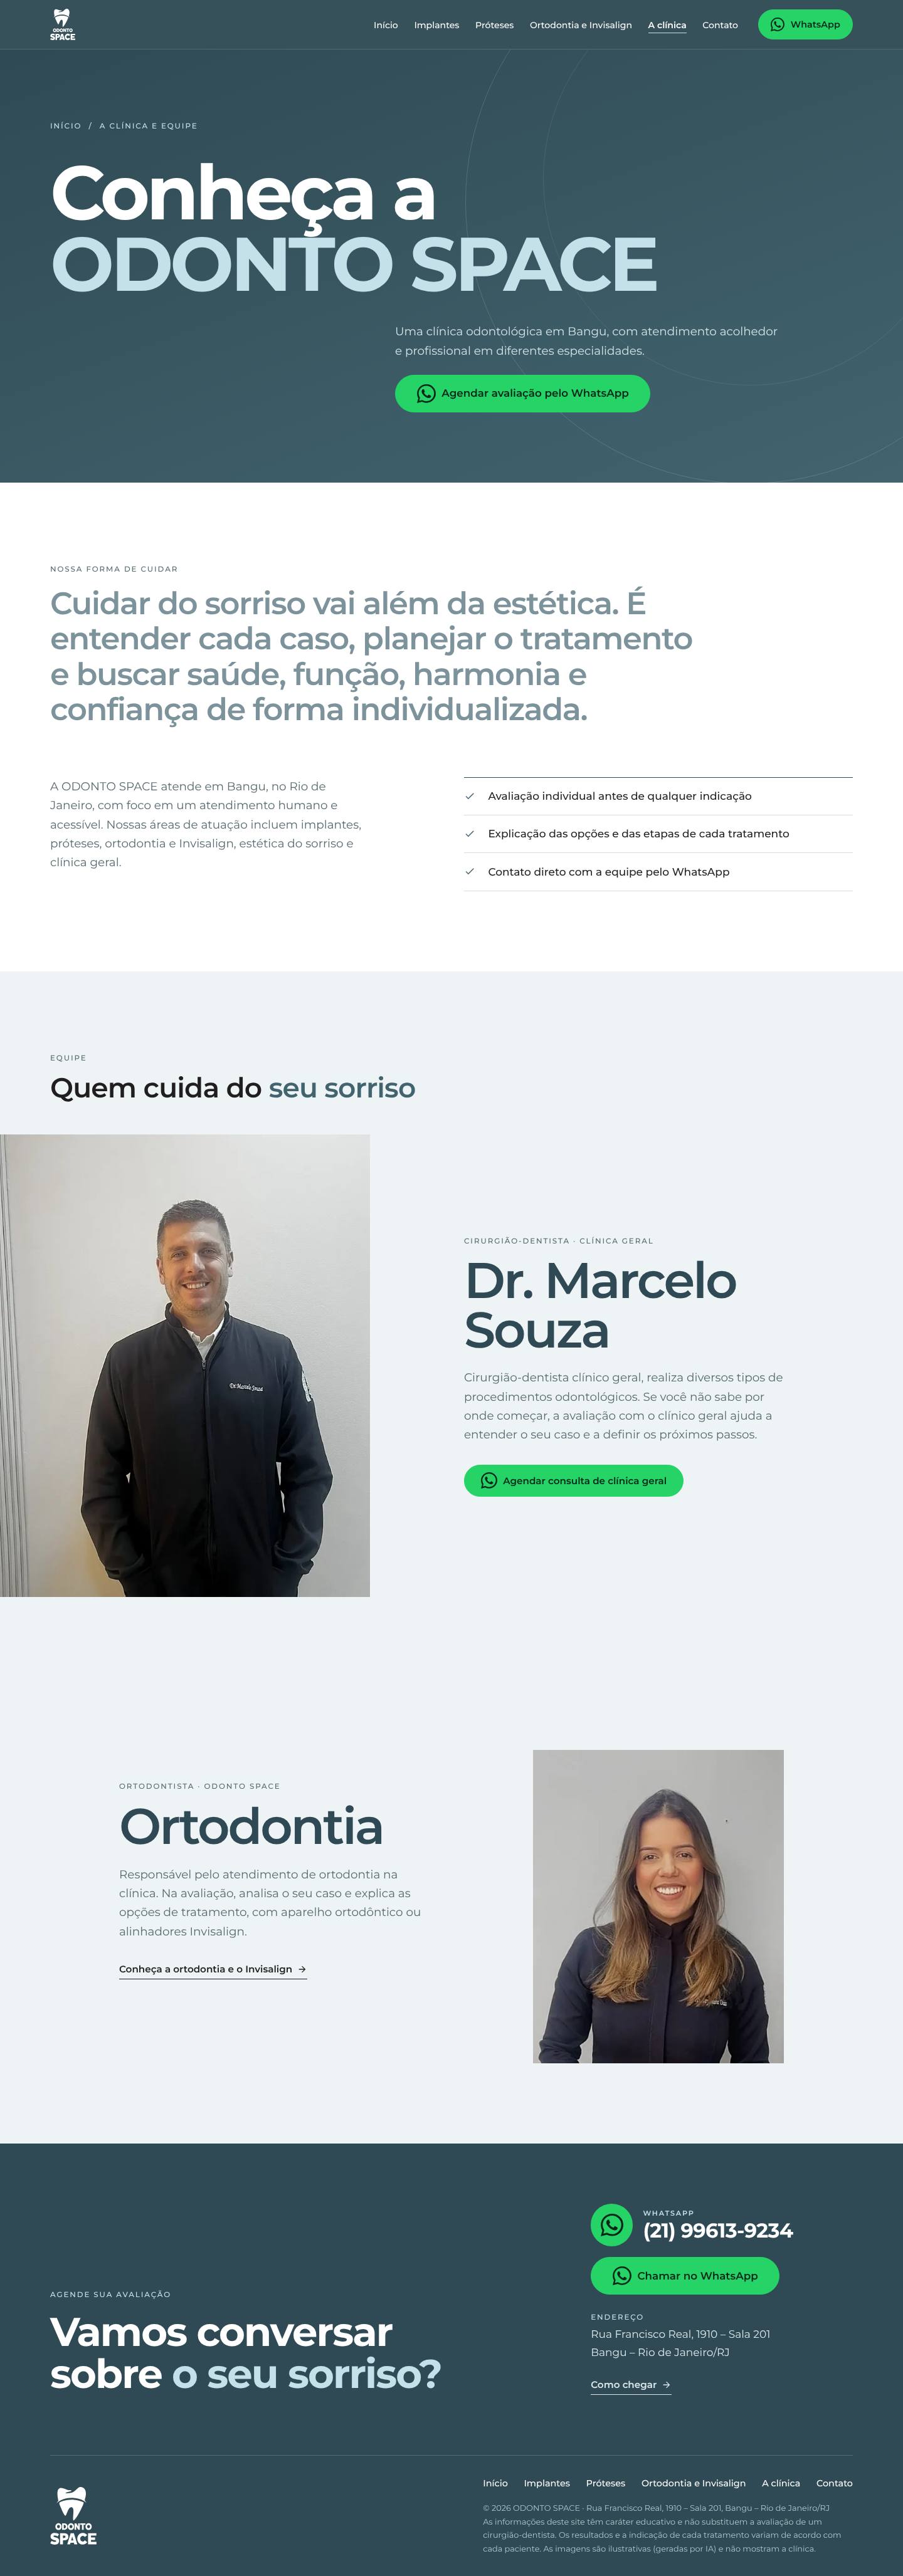 ODONTO
SPACE
Início Implantes Próteses Ortodontia e Invisalign A clínica Contato WhatsApp
INÍCIO / A CLÍNICA E EQUIPE
Conheça a
ODONTO SPACE
Uma clínica odontológica em Bangu, com atendimento acolhedor
e profissional em diferentes especialidades.
Agendar avaliação pelo WhatsApp
NOSSA FORMA DE CUIDAR
Cuidar do sorriso vai além da estética. É
entender cada caso, planejar o tratamento
e buscar saúde, função, harmonia e
confiança de forma individualizada.
A ODONTO SPACE atende em Bangu, no Rio de
Janeiro, com foco em um atendimento humano e
acessível. Nossas áreas de atuação incluem implantes,
próteses, ortodontia e Invisalign, estética do sorriso e
clínica geral.
Avaliação individual antes de qualquer indicação
Explicação das opções e das etapas de cada tratamento
Contato direto com a equipe pelo WhatsApp
EQUIPE
Quem cuida do seu sorriso
Dr. Marcelo Souza
CIRURGIÃO-DENTISTA · CLÍNICA GERAL
Dr. Marcelo
Souza
Cirurgião-dentista clínico geral, realiza diversos tipos de
procedimentos odontológicos. Se você não sabe por
onde começar, a avaliação com o clínico geral ajuda a
entender o seu caso e a definir os próximos passos.
Agendar consulta de clínica geral
ORTODONTISTA · ODONTO SPACE
Ortodontia
Responsável pelo atendimento de ortodontia na
clínica. Na avaliação, analisa o seu caso e explica as
opções de tratamento, com aparelho ortodôntico ou
alinhadores Invisalign.
Conheça a ortodontia e o Invisalign →
WHATSAPP
(21) 99613-9234
Chamar no WhatsApp
AGENDE SUA AVALIAÇÃO
Vamos conversar
sobre o seu sorriso?
ENDEREÇO
Rua Francisco Real, 1910 – Sala 201
Bangu – Rio de Janeiro/RJ
Como chegar →
ODONTO
SPACE
Início Implantes Próteses Ortodontia e Invisalign A clínica Contato
© 2026 ODONTO SPACE · Rua Francisco Real, 1910 – Sala 201, Bangu – Rio de Janeiro/RJ
As informações deste site têm caráter educativo e não substituem a avaliação de um
cirurgião-dentista. Os resultados e a indicação de cada tratamento variam de acordo com
cada paciente. As imagens são ilustrativas (geradas por IA) e não mostram a clínica.